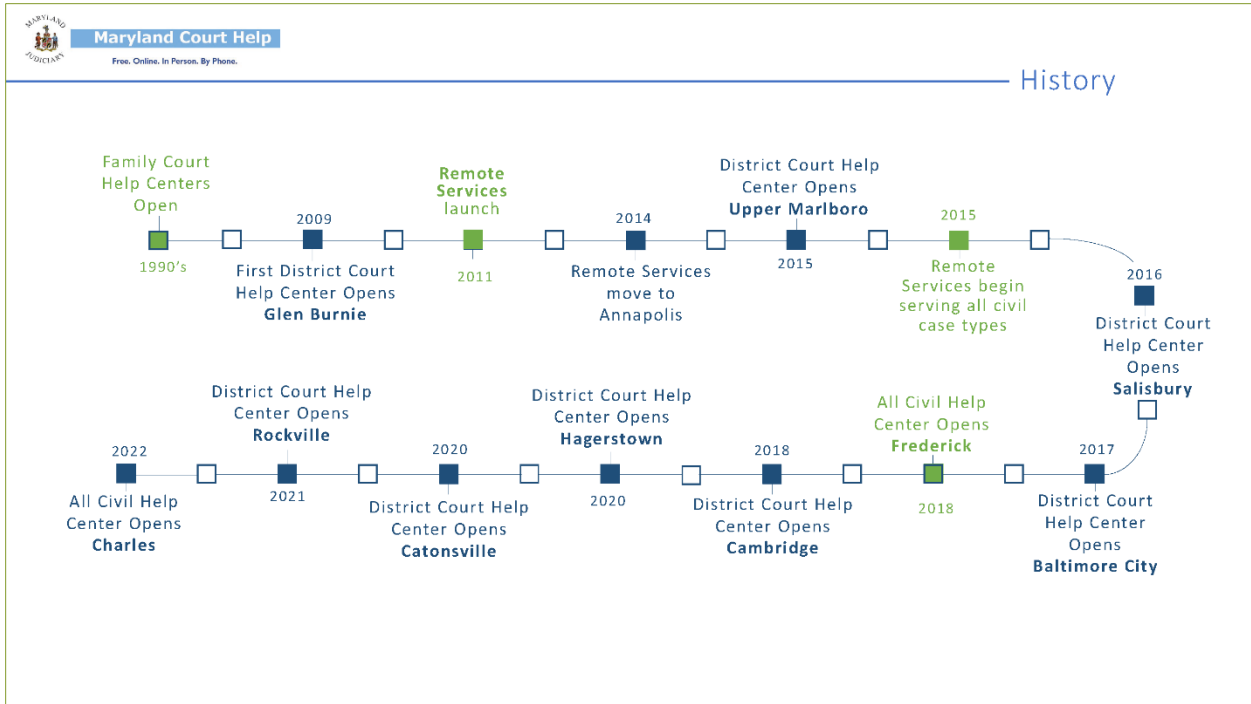 MARYLAND
JUDICIARY
Maryland Court Help
Free. Online. In Person. By Phone.
History
Family Court
Help Centers
Open
1990's
2009
First District Court
Help Center Opens
Glen Burnie
Remote
Services
launch
2011
2014
Remote Services
move to
Annapolis
District Court Help
Center Opens
Upper Marlboro
2015
2015
Remote
Services begin
serving all civil
case types
2016
District Court
Help Center
Opens
Salisbury
2017
District Court
Help Center
Opens
Baltimore City
All Civil Help
Center Opens
Frederick
2018
2018
District Court Help
Center Opens
Cambridge
District Court Help
Center Opens
Hagerstown
2020
2020
District Court Help
Center Opens
Catonsville
District Court Help
Center Opens
Rockville
2021
2022
All Civil Help
Center Opens
Charles